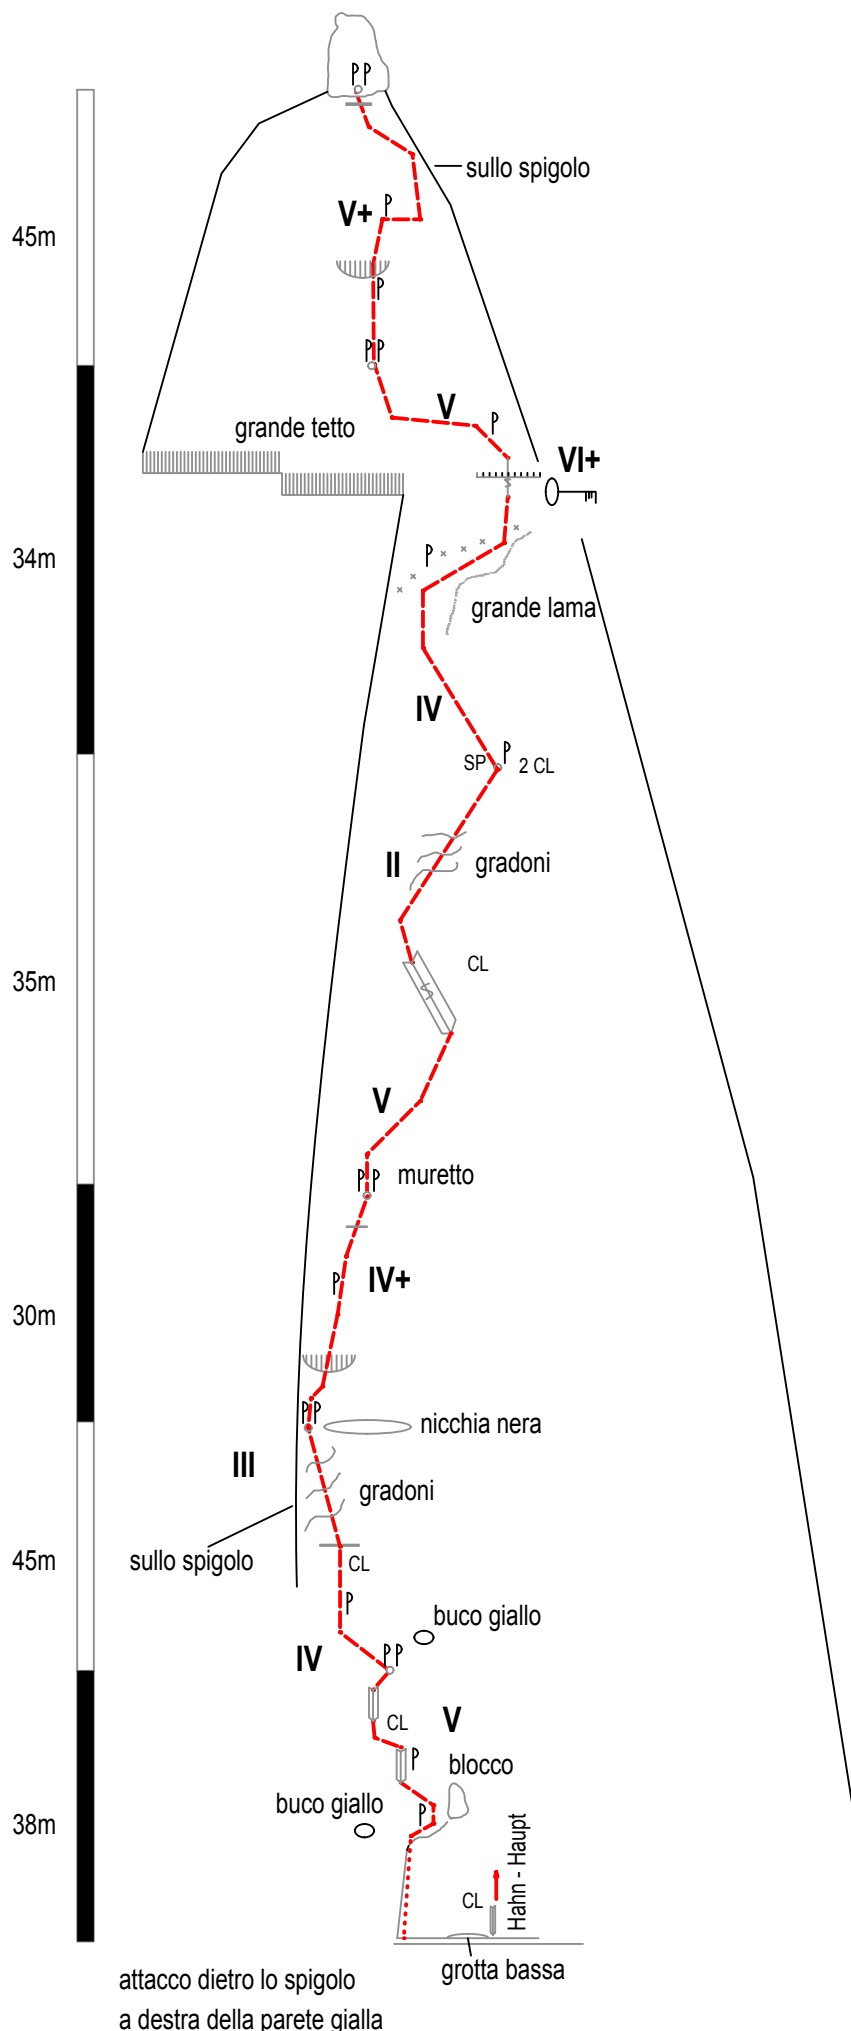 P P
sullo spigolo
P
V+
45m
P
P P
V
P
grande tetto
VI+
34m
P
grande lama
IV
P
SP
2 CL
II
gradoni
CL
35m
V
P P
muretto
IV+
P
30m
P P
nicchia nera
III
gradoni
sullo spigolo
45m
CL
P
buco giallo
IV
P P
V
CL
P
blocco
buco giallo
P
38m
CL
Hahn - Haupt
grotta bassa
attacco dietro lo spigolo
a destra della parete gialla